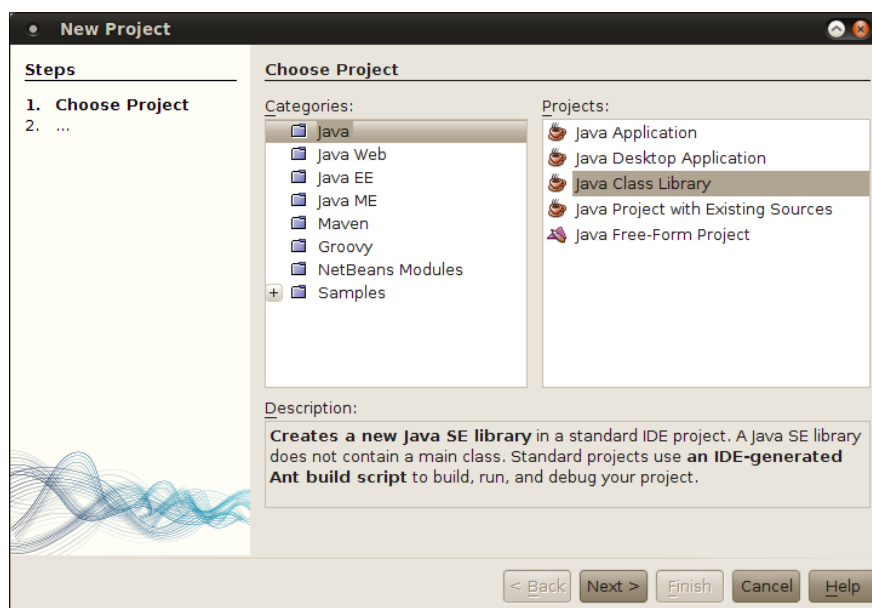 New Project
Steps
1. Choose Project
2. ...
Choose Project
Categories:
Java
Java Web
Java EE
Java ME
Maven
Groovy
NetBeans Modules
Samples
Projects:
Java Application
Java Desktop Application
Java Class Library
Java Project with Existing Sources
Java Free-Form Project
Description:
Creates a new Java SE library in a standard IDE project. A Java SE library
does not contain a main class. Standard projects use an IDE-generated
Ant build script to build, run, and debug your project.
< Back
Next >
Finish
Cancel
Help